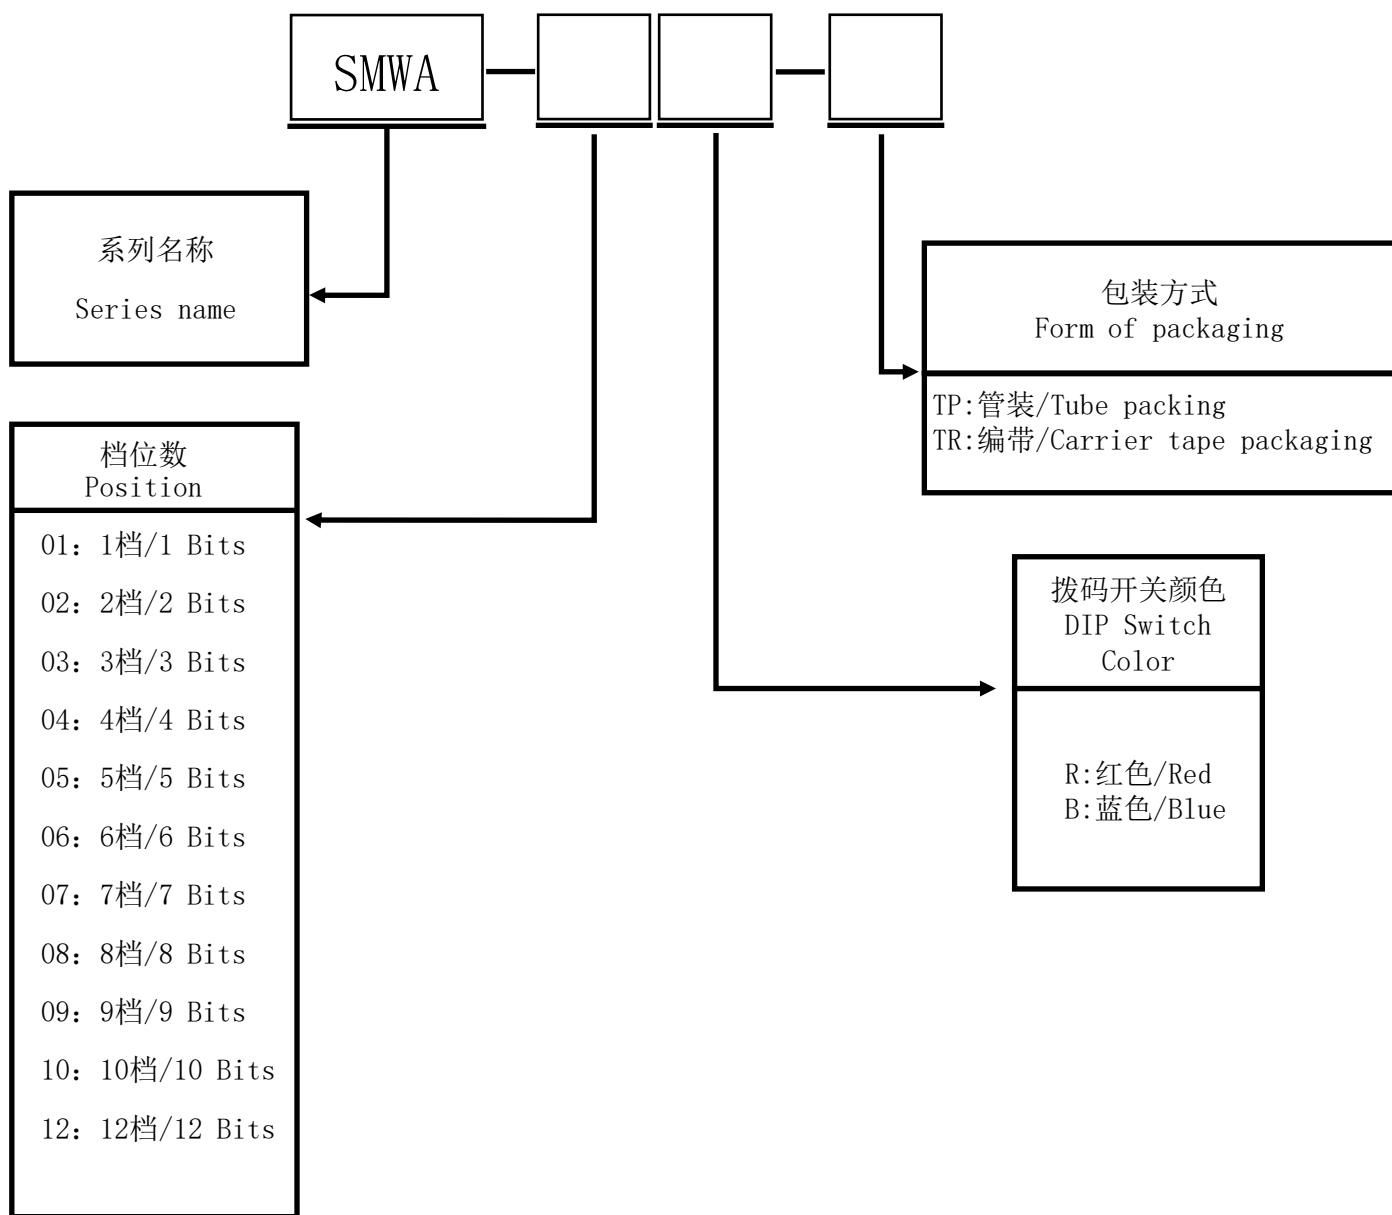 SMWA
系列名称
Series name
包装方式
Form of packaging
TP:管装/Tube packing
TR:编带/Carrier tape packaging
档位数
Position
01: 1档/1 Bits
02: 2档/2 Bits
03: 3档/3 Bits
04: 4档/4 Bits
05: 5档/5 Bits
06: 6档/6 Bits
07: 7档/7 Bits
08: 8档/8 Bits
09: 9档/9 Bits
10: 10档/10 Bits
12: 12档/12 Bits
拨码开关颜色
DIP Switch
Color
R:红色/Red
B:蓝色/Blue